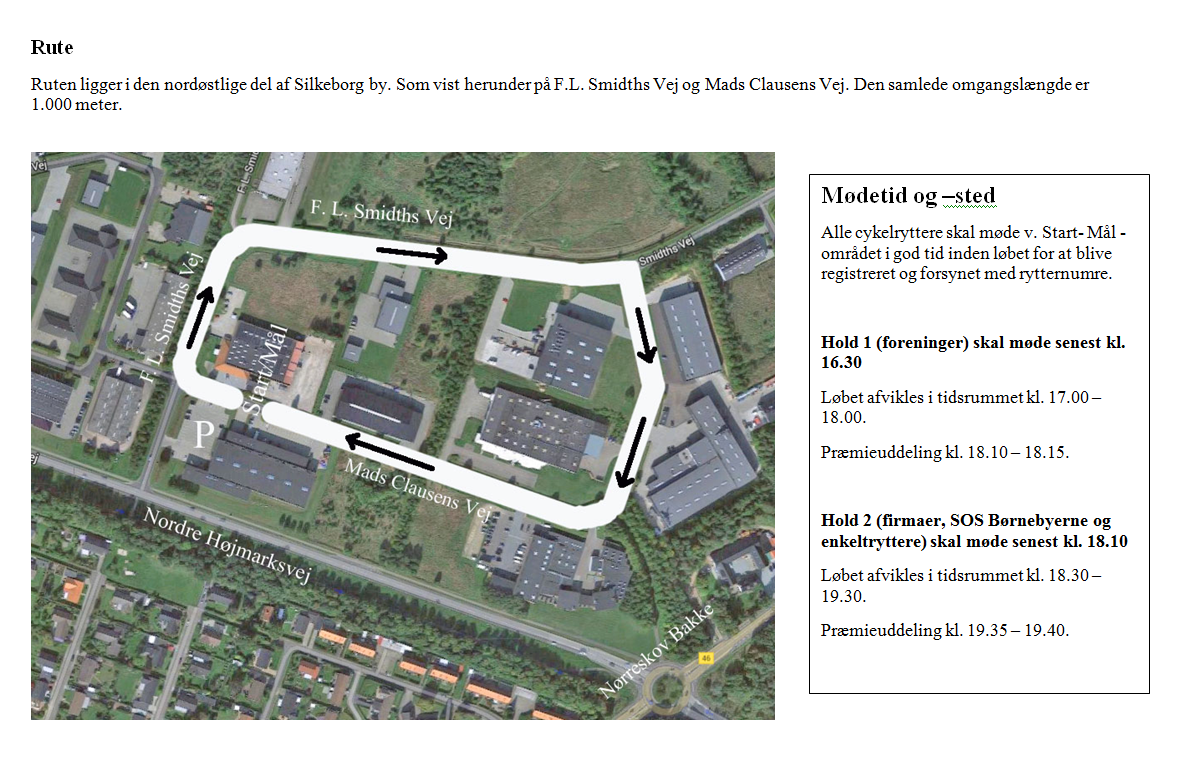 Rute
Ruten ligger i den nordøstlige del af Silkeborg by. Som vist herunder på F.L. Smidths Vej og Mads Clausens Vej. Den samlede omgangslængde er
1.000 meter.
Vej
F. L. Smid
F. L. Smidths Vej
Smidths Vej
F. L. Smidths Vej
Start/Mål
P
Mads Clausens Vej
ej
Nordre Højmarksvej
Nørreskov Bakke
46
Mødetid og –sted
Alle cykelryttere skal møde v. Start- Mål -
området i god tid inden løbet for at blive
registreret og forsynet med rytternumre.
Hold 1 (foreninger) skal møde senest kl.
16.30
Løbet afvikles i tidsrummet kl. 17.00 –
18.00.
Præmieuddeling kl. 18.10 – 18.15.
Hold 2 (firmaer, SOS Børnebyerne og
enkeltryttere) skal møde senest kl. 18.10
Løbet afvikles i tidsrummet kl. 18.30 –
19.30.
Præmieuddeling kl. 19.35 – 19.40.